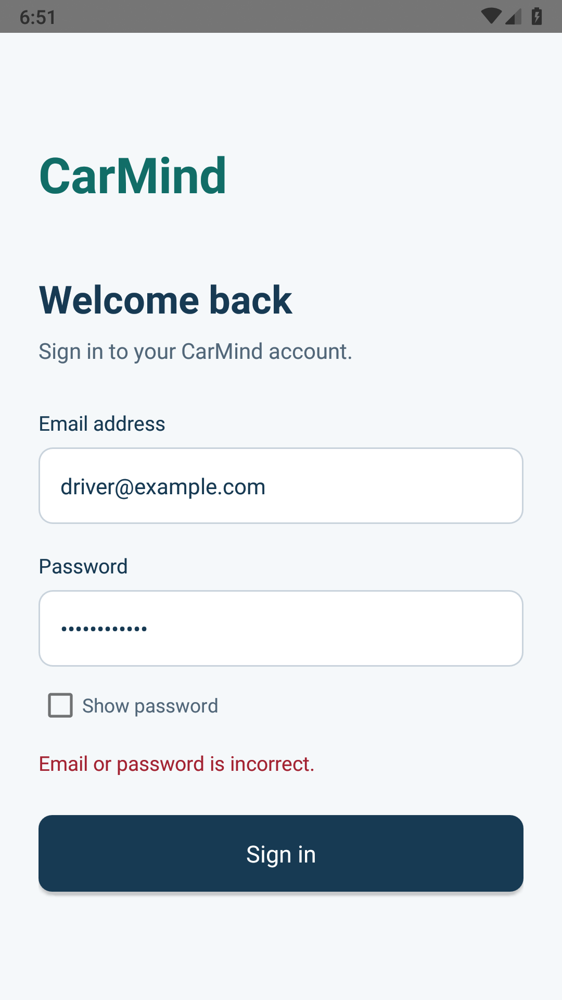 6:51
CarMind
Welcome back
Sign in to your CarMind account.
Email address
driver@example.com
Password
••••••••••••
Show password
Email or password is incorrect.
Sign in